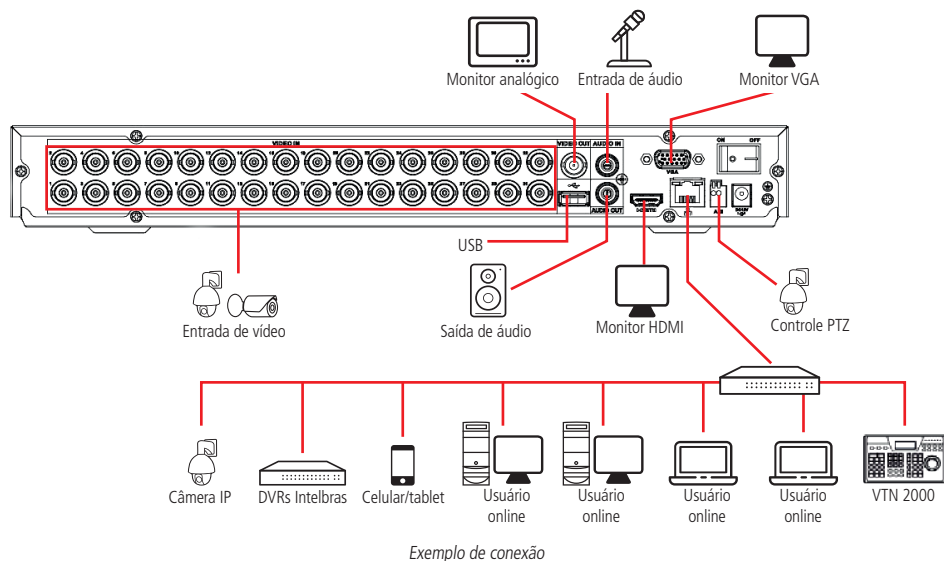 Monitor analógico
Entrada de áudio
Monitor VGA
VIDEO IN
VIDEO OUT
AUDIO IN
VGA
ON
OFF
AUDIO OUT
USB
Entrada de vídeo
Saída de áudio
Monitor HDMI
Controle PTZ
Câmera IP
DVRs Intelbras
Celular/tablet
Usuário
online
Usuário
online
Usuário
online
Usuário
online
VTN 2000
Exemplo de conexão